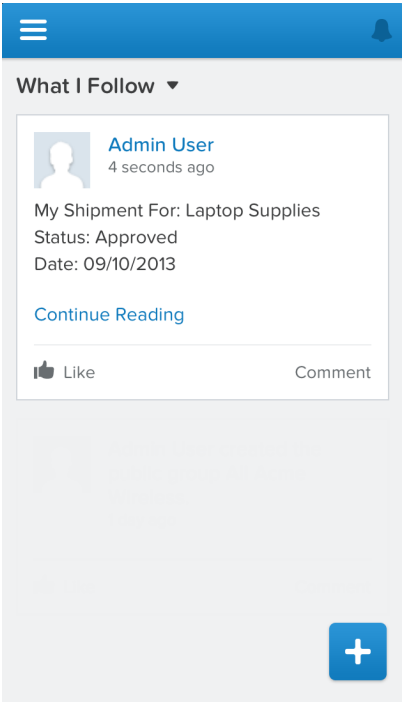 What I Follow
Admin User
4 seconds ago
My Shipment For: Laptop Supplies
Status: Approved
Date: 09/10/2013
Continue Reading
Like
Comment